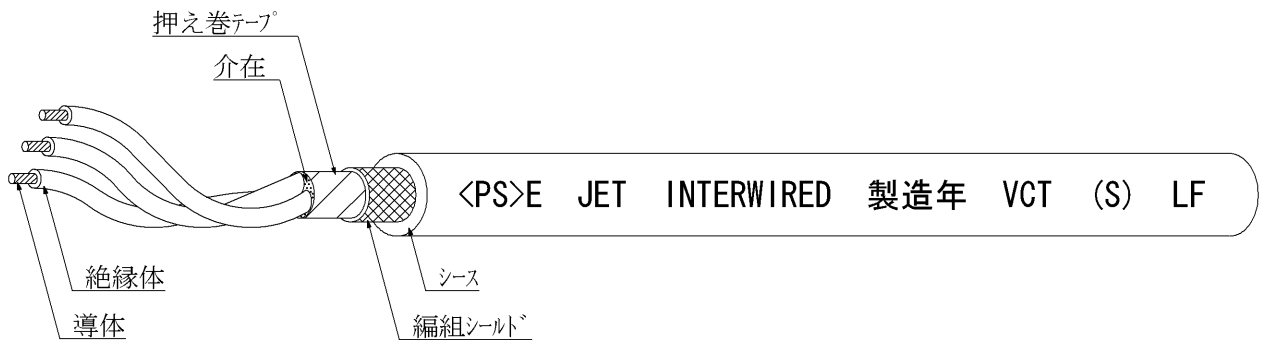 押え巻ﾃｰﾌﾟ
介在
<PS>E JET INTERWIRED 製造年 VCT (S) LF
絶縁体
ｼｰｽ
導体
編組ｼｰﾙﾄﾞ